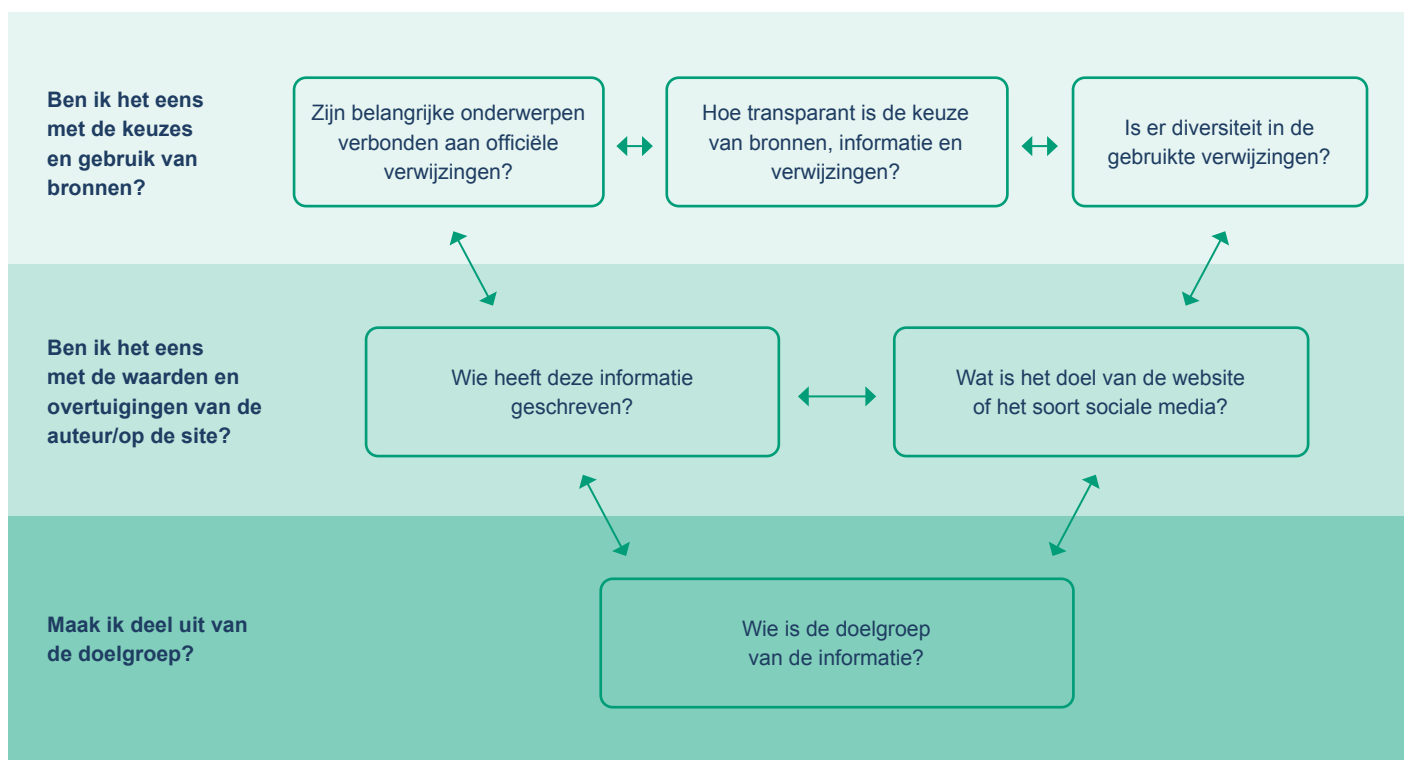 Ben ik het eens
met de keuzes
en gebruik van
bronnen?
Zijn belangrijke onderwerpen
verbonden aan officiële
verwijzingen?
Hoe transparant is de keuze
van bronnen, informatie en
verwijzingen?
Is er diversiteit in de
gebruikte verwijzingen?
Ben ik het eens
met de waarden en
overtuigingen van de
auteur/op de site?
Wie heeft deze informatie
geschreven?
Wat is het doel van de website
of het soort sociale media?
Maak ik deel uit van
de doelgroep?
Wie is de doelgroep
van de informatie?